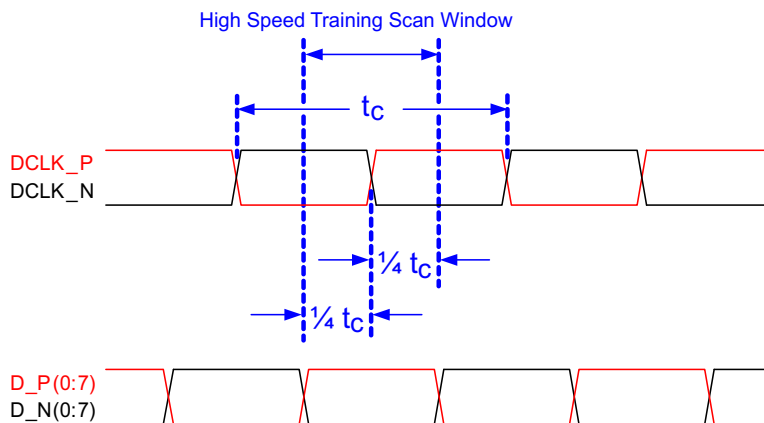 High Speed Training Scan Window
tC
DCLK_P
DCLK_N
¼ tC
¼ tC
D_P(0:7)
D_N(0:7)